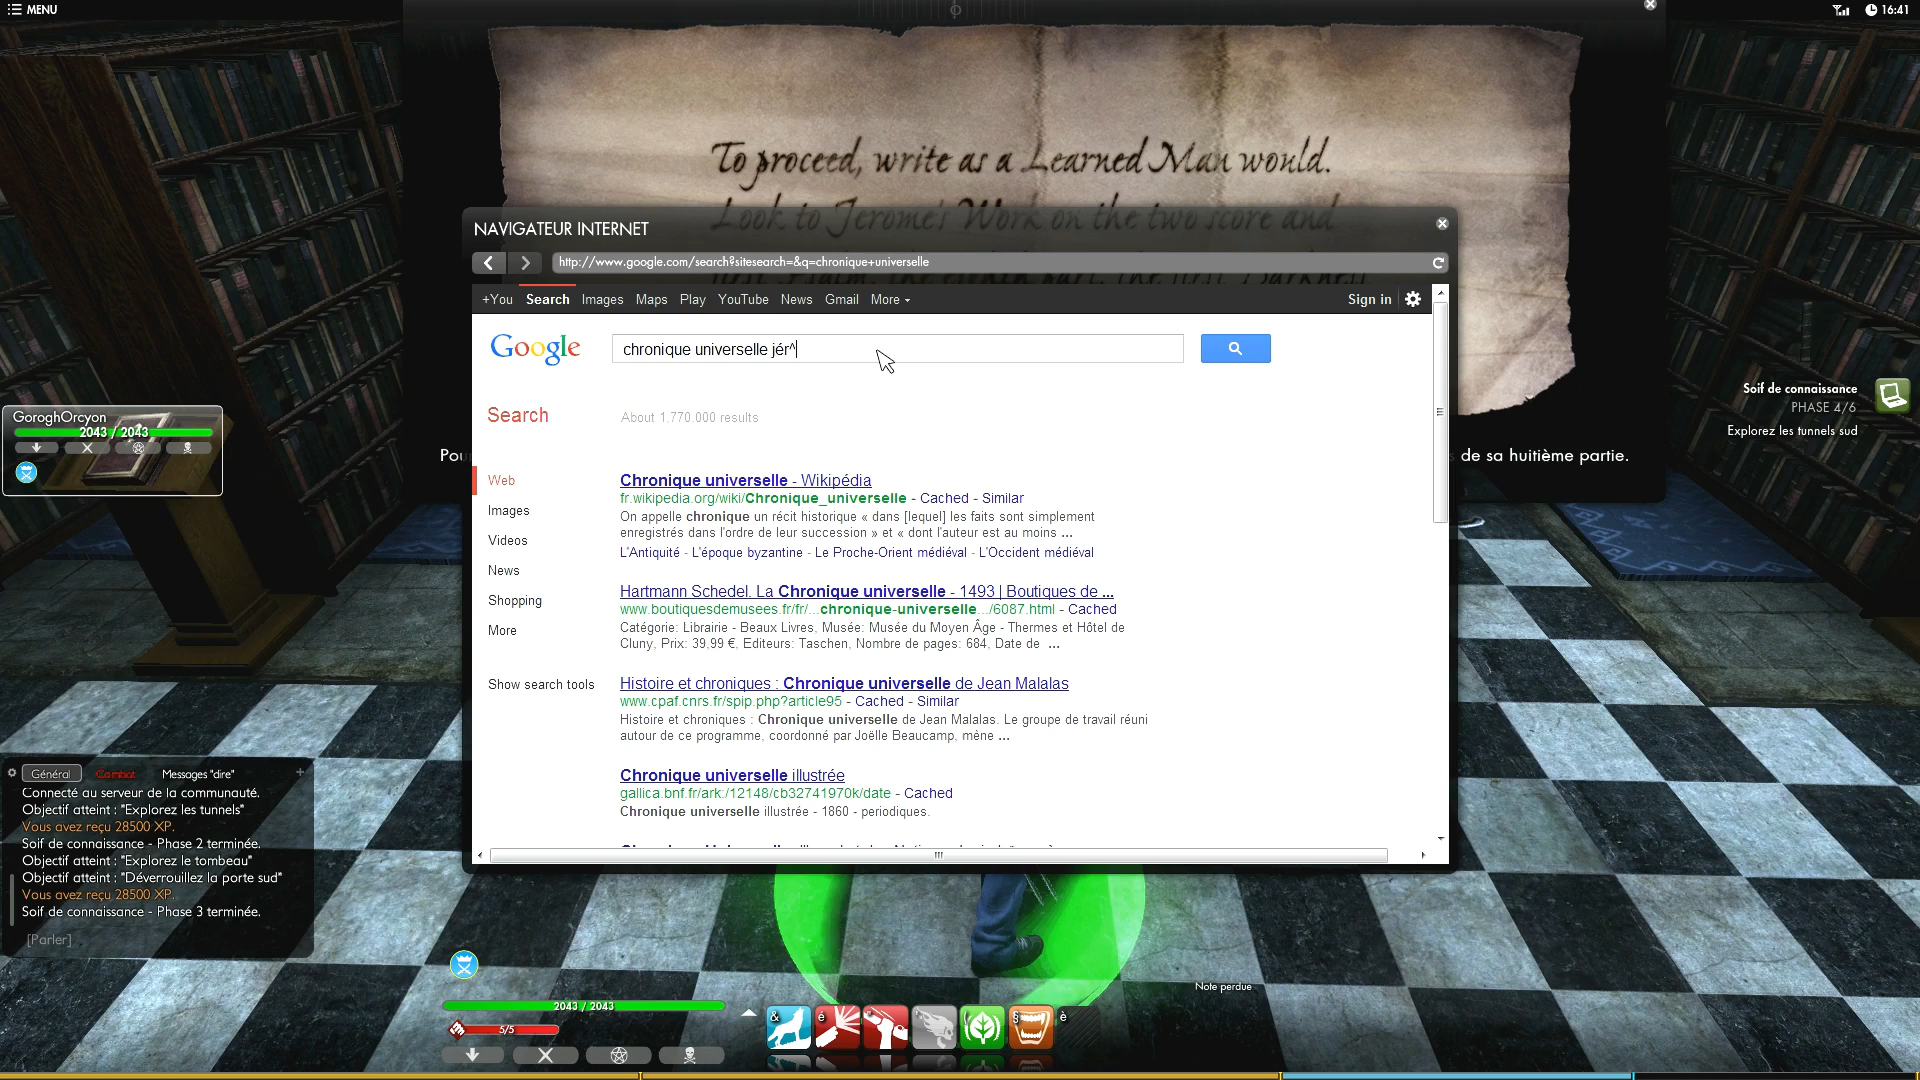 MENU
16:41
To proceed, write as a Learned Man would.
Look to Jerome's Work on the two score and
NAVIGATEUR INTERNET
http://www.google.com/search?sitesearch=&q=chronique+universelle
+You Search Images Maps Play YouTube News Gmail More
Sign in
Google
chronique universelle jér^
Search
About 1.770.000 results
Web
Images
Videos
News
Shopping
More
Show search tools
Chronique universelle - Wikipédia
fr.wikipedia.org/wiki/Chronique_universelle - Cached - Similar
On appelle chronique un récit historique « dans [lequel] les faits sont simplement
enregistrés dans l'ordre de leur succession » et « dont l'auteur est au moins ...
L'Antiquité - L'époque byzantine - Le Proche-Orient médiéval - L'Occident médiéval
Hartmann Schedel. La Chronique universelle - 1493 | Boutiques de ...
www.boutiquesdemusees.fr/fr/...chronique-universelle.../6087.html - Cached
Catégorie: Librairie - Beaux Livres, Musée: Musée du Moyen Âge - Thermes et Hôtel de
Cluny, Prix: 39,99 €, Editeurs: Taschen, Nombre de pages: 684, Date de ...
Histoire et chroniques : Chronique universelle de Jean Malalas
www.cpaf.cnrs.fr/spip.php?article95 - Cached - Similar
Histoire et chroniques : Chronique universelle de Jean Malalas. Le groupe de travail réuni
autour de ce programme, coordonné par Joëlle Beaucamp, mène ...
Chronique universelle illustrée
gallica.bnf.fr/ark:/12148/cb32741970k/date - Cached
Chronique universelle illustrée - 1860 - periodiques.
Pou
de sa huitième partie.
GoroghOrcyon
2043 / 2043
Soif de connaissance
PHASE 4/6
Explorez les tunnels sud
Général Combat Messages "dire"
Connecté au serveur de la communauté.
Objectif atteint : "Explorez les tunnels"
Vous avez reçu 28500 XP.
Soif de connaissance - Phase 2 terminée.
Objectif atteint : "Explorez le tombeau"
Objectif atteint : "Déverrouillez la porte sud"
Vous avez reçu 28500 XP.
Soif de connaissance - Phase 3 terminée.
[Parler]
Note perdue
2043 / 2043
5/5
& é § è